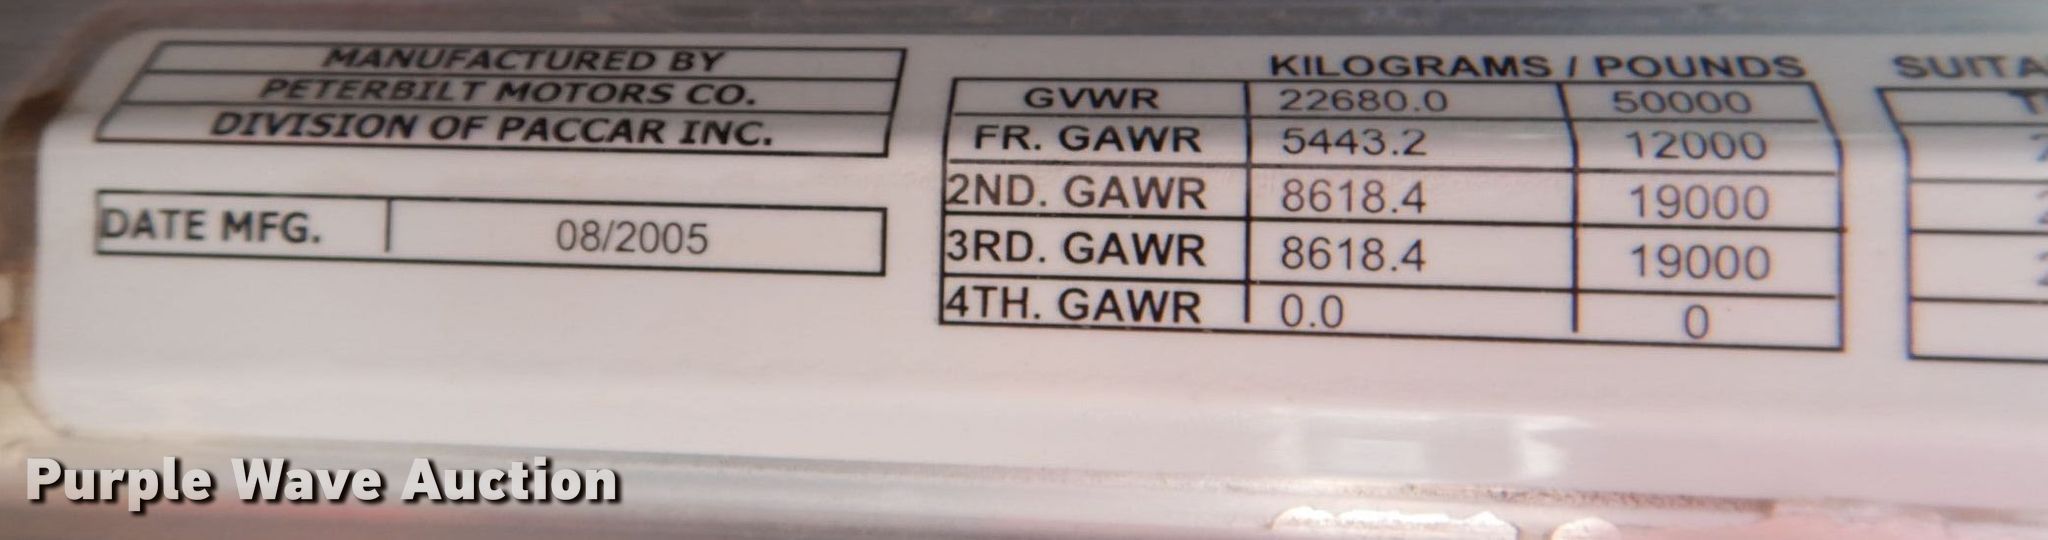 MANUFACTURED BY
PETERBILT MOTORS CO.
DIVISION OF PACCAR INC.
DATE MFG. 08/2005
KILOGRAMS / POUNDS
GVWR 22680.0 50000
FR. GAWR 5443.2 12000
2ND. GAWR 8618.4 19000
3RD. GAWR 8618.4 19000
4TH. GAWR 0.0 0
Purple Wave Auction